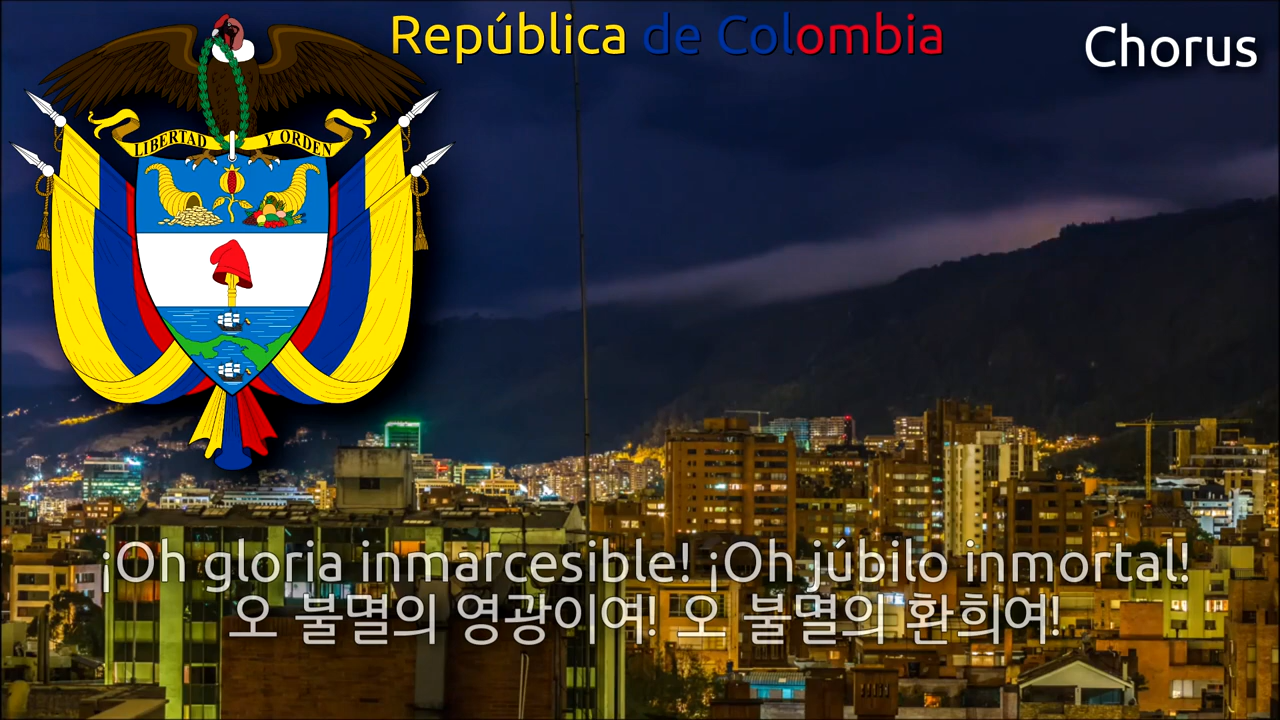 República de Colombia
Chorus
LIBERTAD Y ORDEN
¡Oh gloria inmarcesible! ¡Oh júbilo inmortal!
오 불멸의 영광이여! 오 불멸의 환희여!